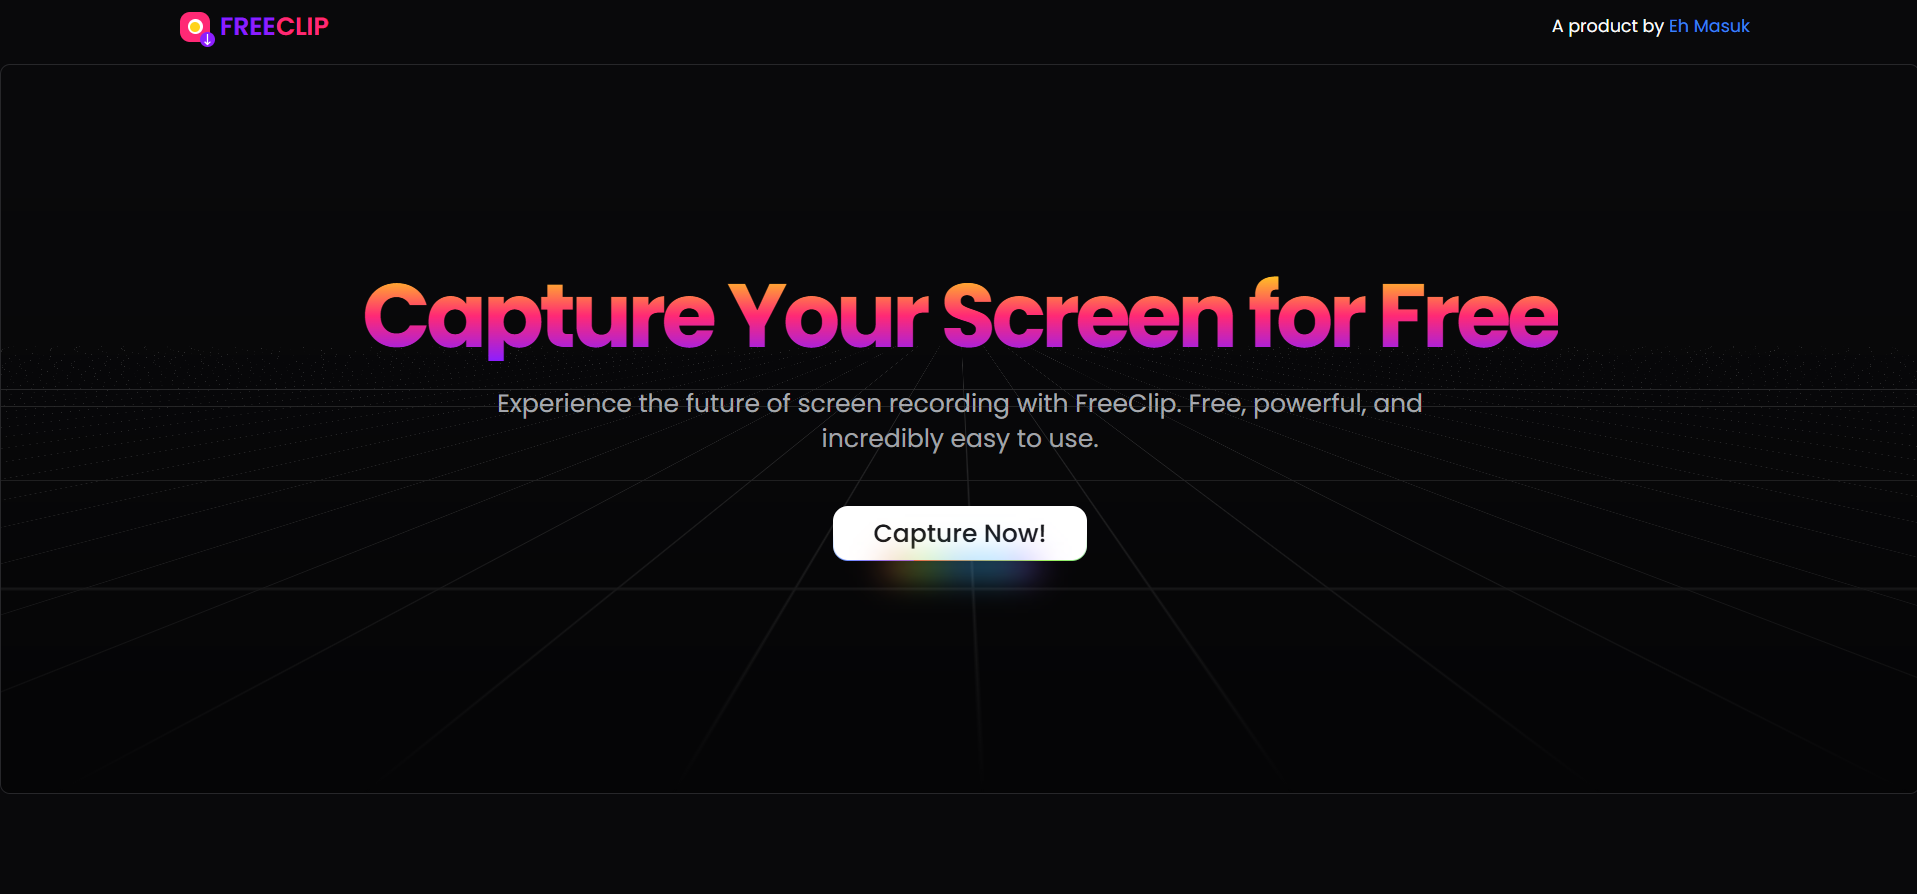 FREECLIP
A product by Eh Masuk
Capture Your Screen for Free
Experience the future of screen recording with FreeClip. Free, powerful, and
incredibly easy to use.
Capture Now!